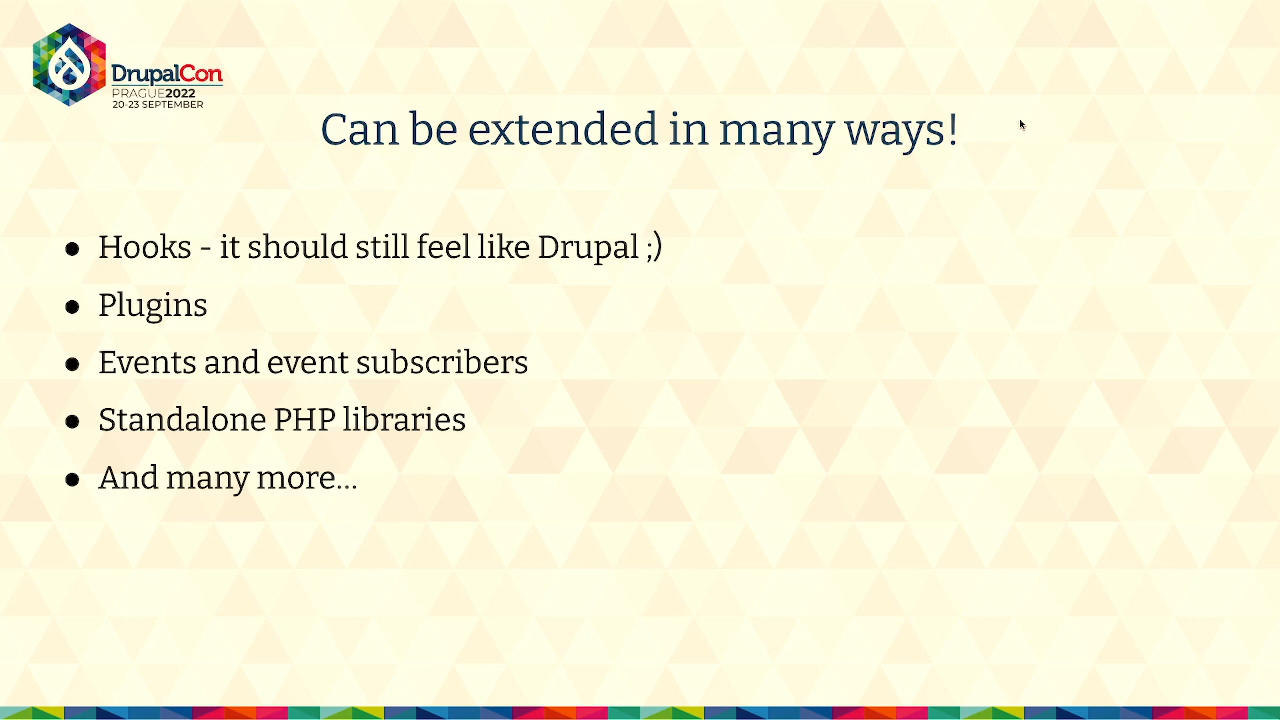 DrupalCon
PRAGUE2022
20-23 SEPTEMBER
Can be extended in many ways!
● Hooks - it should still feel like Drupal ;)
● Plugins
● Events and event subscribers
● Standalone PHP libraries
● And many more...